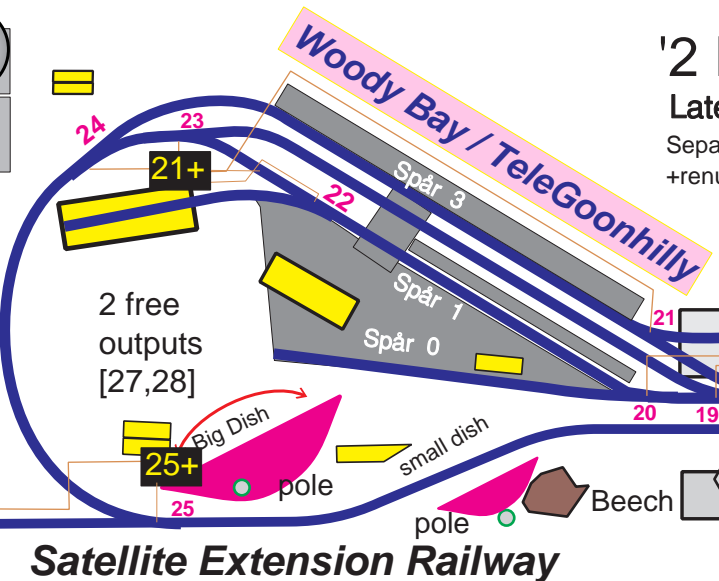 '2
Late
Sepa
+renu
Woody Bay / TeleGoonhilly
24
23
21+
22
Spår 3
Spår 1
Spår 0
21
20
19
2 free
outputs
[27,28]
Big Dish
small dish
25+
25
pole
pole
Beech
Satellite Extension Railway